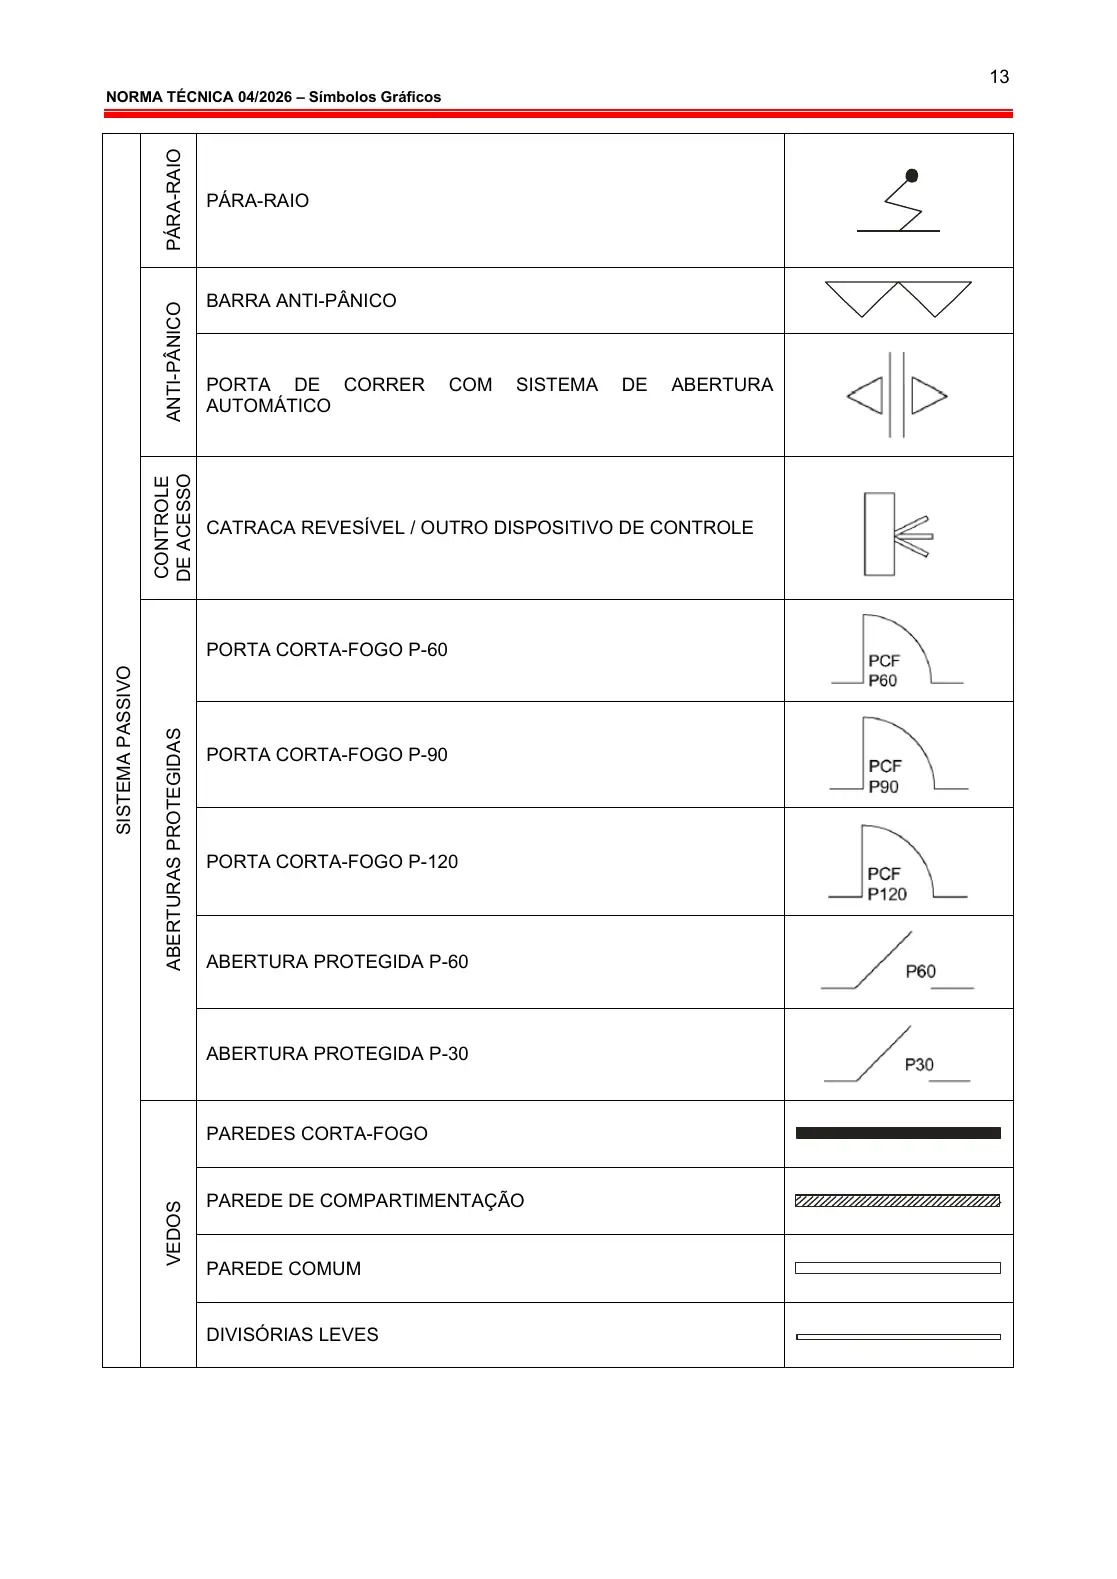 13
NORMA TÉCNICA 04/2026 – Símbolos Gráficos
SISTEMA PASSIVO
PÁRA-RAIO
PÁRA-RAIO
ANTI-PÂNICO
BARRA ANTI-PÂNICO
PORTA DE CORRER COM SISTEMA DE ABERTURA
AUTOMÁTICO
CONTROLE
DE ACESSO
CATRACA REVESÍVEL / OUTRO DISPOSITIVO DE CONTROLE
ABERTURAS PROTEGIDAS
PORTA CORTA-FOGO P-60
PCF
P60
PORTA CORTA-FOGO P-90
PCF
P90
PORTA CORTA-FOGO P-120
PCF
P120
ABERTURA PROTEGIDA P-60
P60
ABERTURA PROTEGIDA P-30
P30
VEDOS
PAREDES CORTA-FOGO
PAREDE DE COMPARTIMENTAÇÃO
PAREDE COMUM
DIVISÓRIAS LEVES